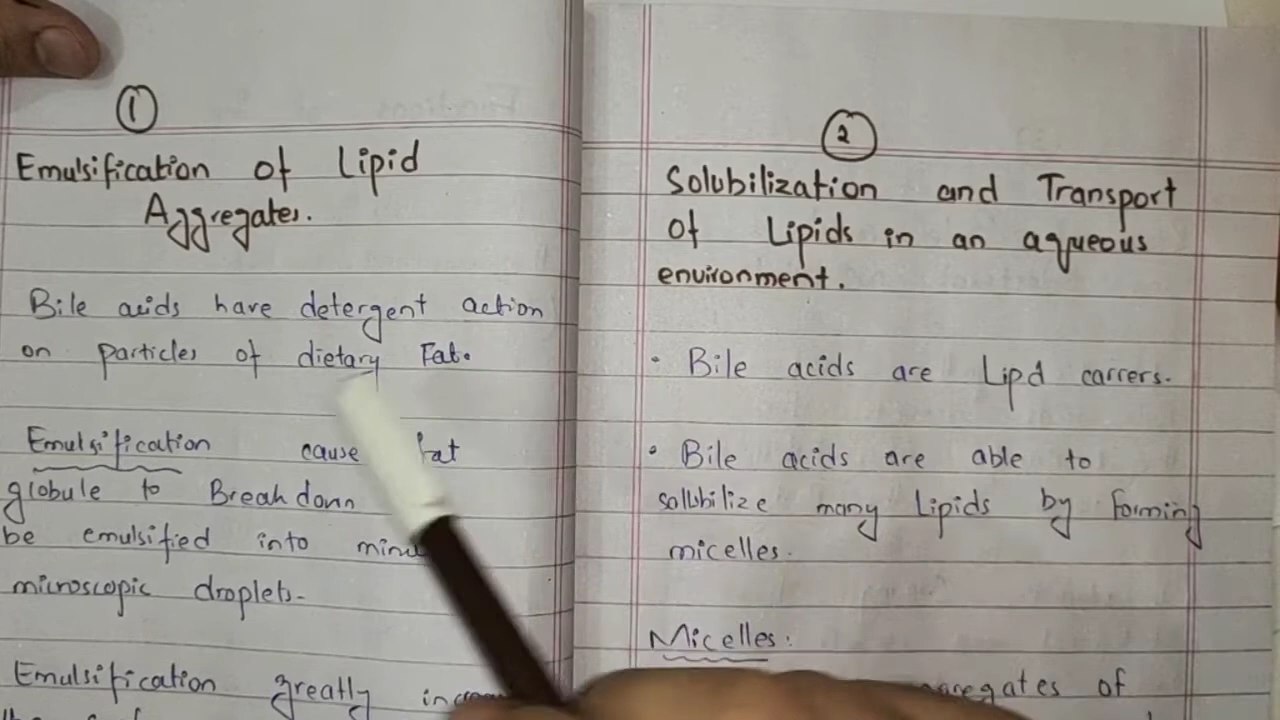 1
Emulsification of Lipid
Aggregates.
Bile acids have detergent action
on particles of dietary Fat.
Emulsification cause fat
globule to Breakdown
be emulsified into
microscopic droplets.
Emulsification greatly
2
Solubilization and Transport
of Lipids in an aqueous
environment.
• Bile acids are Lipd carrers.
• Bile acids are able to
sollubilize many Lipids by Forming
micelles.
Micelles:
of